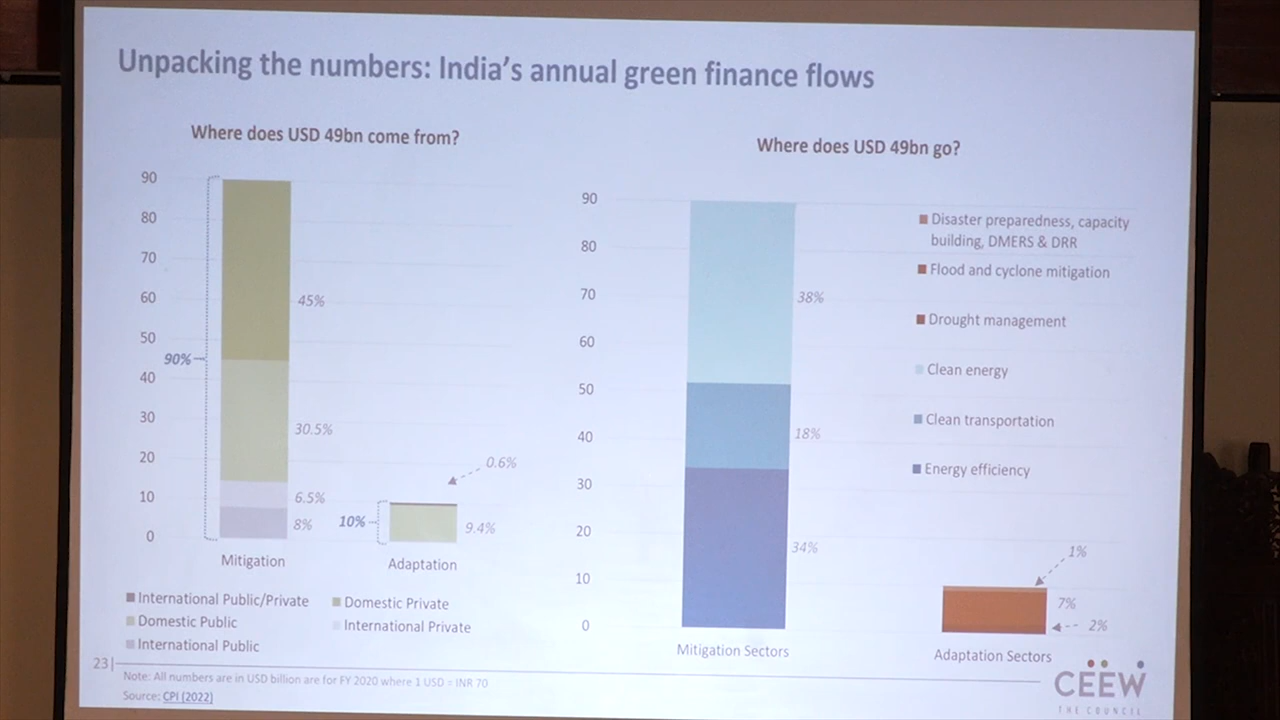 Unpacking the numbers: India's annual green finance flows
Where does USD 49bn come from?
90
80
70
60
50
40
30
20
10
0
90%
45%
30.5%
6.5%
8%
10%
0.6%
9.4%
Mitigation
Adaptation
International Public/Private
Domestic Private
Domestic Public
International Private
International Public
Where does USD 49bn go?
90
80
70
60
50
40
30
20
10
0
38%
18%
34%
1%
7%
2%
Mitigation Sectors
Adaptation Sectors
Disaster preparedness, capacity
building, DMERS & DRR
Flood and cyclone mitigation
Drought management
Clean energy
Clean transportation
Energy efficiency
23
Note: All numbers are in USD billion are for FY 2020 where 1 USD = INR 70
Source: CPI (2022)
CEEW
THE COUNCIL